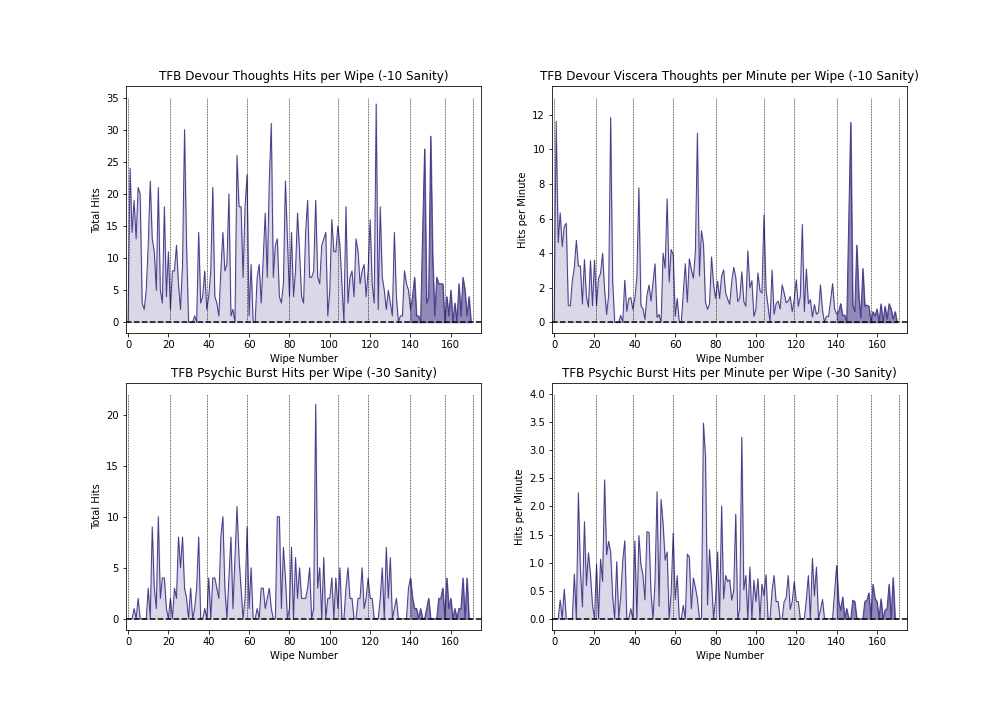 TFB Devour Thoughts Hits per Wipe (-10 Sanity)
35
30
25
20
15
10
5
0
Total Hits
0 20 40 60 80 100 120 140 160
Wipe Number
TFB Devour Viscera Thoughts per Minute per Wipe (-10 Sanity)
12
10
8
6
4
2
0
Hits per Minute
0 20 40 60 80 100 120 140 160
Wipe Number
TFB Psychic Burst Hits per Wipe (-30 Sanity)
20
15
10
5
0
Total Hits
0 20 40 60 80 100 120 140 160
Wipe Number
TFB Psychic Burst Hits per Minute per Wipe (-30 Sanity)
4.0
3.5
3.0
2.5
2.0
1.5
1.0
0.5
0.0
Hits per Minute
0 20 40 60 80 100 120 140 160
Wipe Number